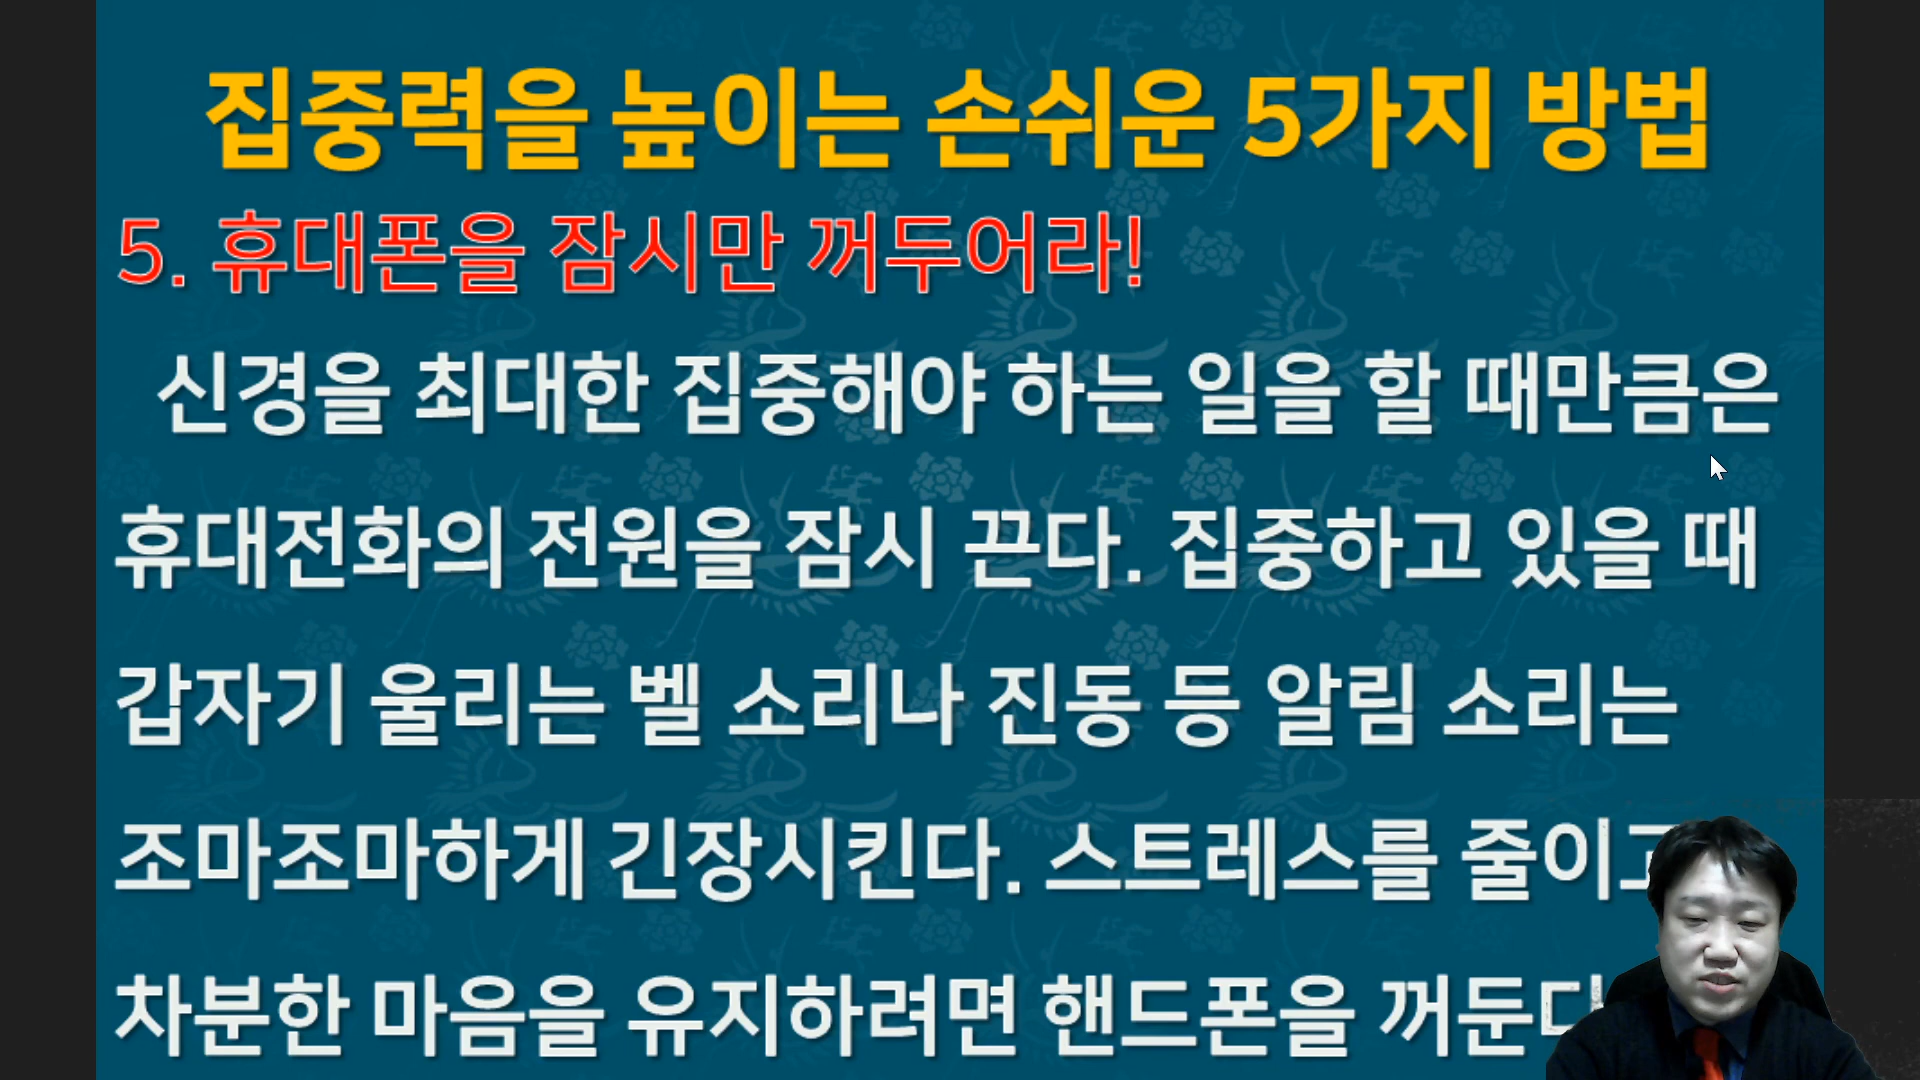 집중력을 높이는 손쉬운 5가지 방법
5. 휴대폰을 잠시만 꺼두어라!
신경을 최대한 집중해야 하는 일을 할 때만큼은
휴대전화의 전원을 잠시 끈다. 집중하고 있을 때
갑자기 울리는 벨 소리나 진동 등 알림 소리는
조마조마하게 긴장시킨다. 스트레스를 줄이고
차분한 마음을 유지하려면 핸드폰을 꺼둔다